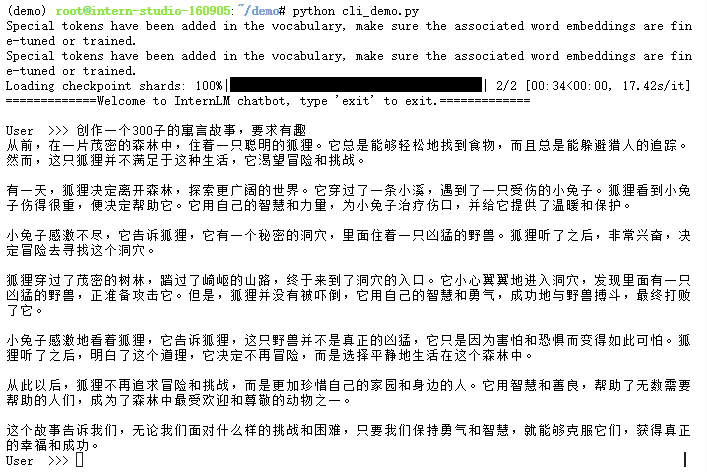 (demo) root@intern-studio-160905:~/demo# python cli_demo.py
Special tokens have been added in the vocabulary, make sure the associated word embeddings are fin
e-tuned or trained.
Special tokens have been added in the vocabulary, make sure the associated word embeddings are fin
e-tuned or trained.
Loading checkpoint shards: 100%|██████████| 2/2 [00:34<00:00, 17.42s/it]
=============Welcome to InternLM chatbot, type 'exit' to exit.=============
User >>> 创作一个300子的寓言故事，要求有趣
从前，在一片茂密的森林中，住着一只聪明的狐狸。它总是能够轻松地找到食物，而且总是能躲避猎人的追踪。
然而，这只狐狸并不满足于这种生活，它渴望冒险和挑战。
有一天，狐狸决定离开森林，探索更广阔的世界。它穿过了一条小溪，遇到了一只受伤的小兔子。狐狸看到小兔
子伤得很重，便决定帮助它。它用自己的智慧和力量，为小兔子治疗伤口，并给它提供了温暖和保护。
小兔子感激不尽，它告诉狐狸，它有一个秘密的洞穴，里面住着一只凶猛的野兽。狐狸听了之后，非常兴奋，决
定冒险去寻找这个洞穴。
狐狸穿过了茂密的树林，踏过了崎岖的山路，终于来到了洞穴的入口。它小心翼翼地进入洞穴，发现里面有一只
凶猛的野兽，正准备攻击它。但是，狐狸并没有被吓倒，它用自己的智慧和勇气，成功地与野兽搏斗，最终打败
了它。
小兔子感激地看着狐狸，它告诉狐狸，这只野兽并不是真正的凶猛，它只是因为害怕和恐惧而变得如此可怕。狐
狸听了之后，明白了这个道理，它决定不再冒险，而是选择平静地生活在这个森林中。
从此以后，狐狸不再追求冒险和挑战，而是更加珍惜自己的家园和身边的人。它用智慧和善良，帮助了无数需要
帮助的人们，成为了森林中最受欢迎和尊敬的动物之一。
这个故事告诉我们，无论我们面对什么样的挑战和困难，只要我们保持勇气和智慧，就能够克服它们，获得真正
的幸福和成功。
User >>>